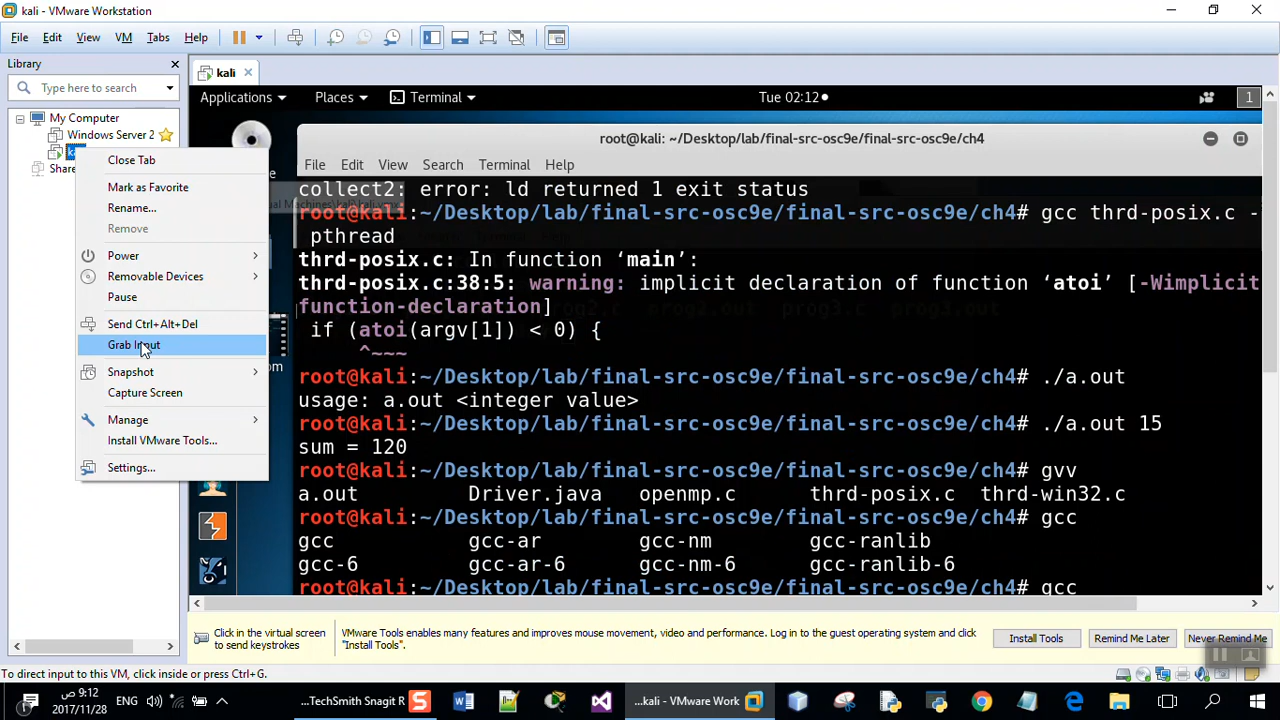 kali - VMware Workstation
File Edit View VM Tabs Help
Library
Type here to search
My Computer
Windows Server 2
Share
kali
Applications Places Terminal Tue 02:12 1
root@kali: ~/Desktop/lab/final-src-osc9e/final-src-osc9e/ch4
File Edit View Search Terminal Help
Close Tab
Mark as Favorite
Rename...
Remove
Power
Removable Devices
Pause
Send Ctrl+Alt+Del
Grab Input
Snapshot
Capture Screen
Manage
Install VMware Tools...
Settings...
collect2: error: ld returned 1 exit status
root@kali:~/Desktop/lab/final-src-osc9e/final-src-osc9e/ch4# gcc thrd-posix.c -
pthread
thrd-posix.c: In function ‘main’:
thrd-posix.c:38:5: warning: implicit declaration of function ‘atoi’ [-Wimplicit
function-declaration]
if (atoi(argv[1]) < 0) {
^~~~
root@kali:~/Desktop/lab/final-src-osc9e/final-src-osc9e/ch4# ./a.out
usage: a.out <integer value>
root@kali:~/Desktop/lab/final-src-osc9e/final-src-osc9e/ch4# ./a.out 15
sum = 120
root@kali:~/Desktop/lab/final-src-osc9e/final-src-osc9e/ch4# gvv
a.out Driver.java openmp.c thrd-posix.c thrd-win32.c
root@kali:~/Desktop/lab/final-src-osc9e/final-src-osc9e/ch4# gcc
gcc gcc-ar gcc-nm gcc-ranlib
gcc-6 gcc-ar-6 gcc-nm-6 gcc-ranlib-6
root@kali:~/Desktop/lab/final-src-osc9e/final-src-osc9e/ch4# gcc
Click in the virtual screen
to send keystrokes
VMware Tools enables many features and improves mouse movement, video and performance. Log in to the guest operating system and click
"Install Tools".
Install Tools Remind Me Later Never Remind Me
To direct input to this VM, click inside or press Ctrl+G.
9:12 ص
2017/11/28
ENG
...TechSmith Snagit R
...kali - VMware Work